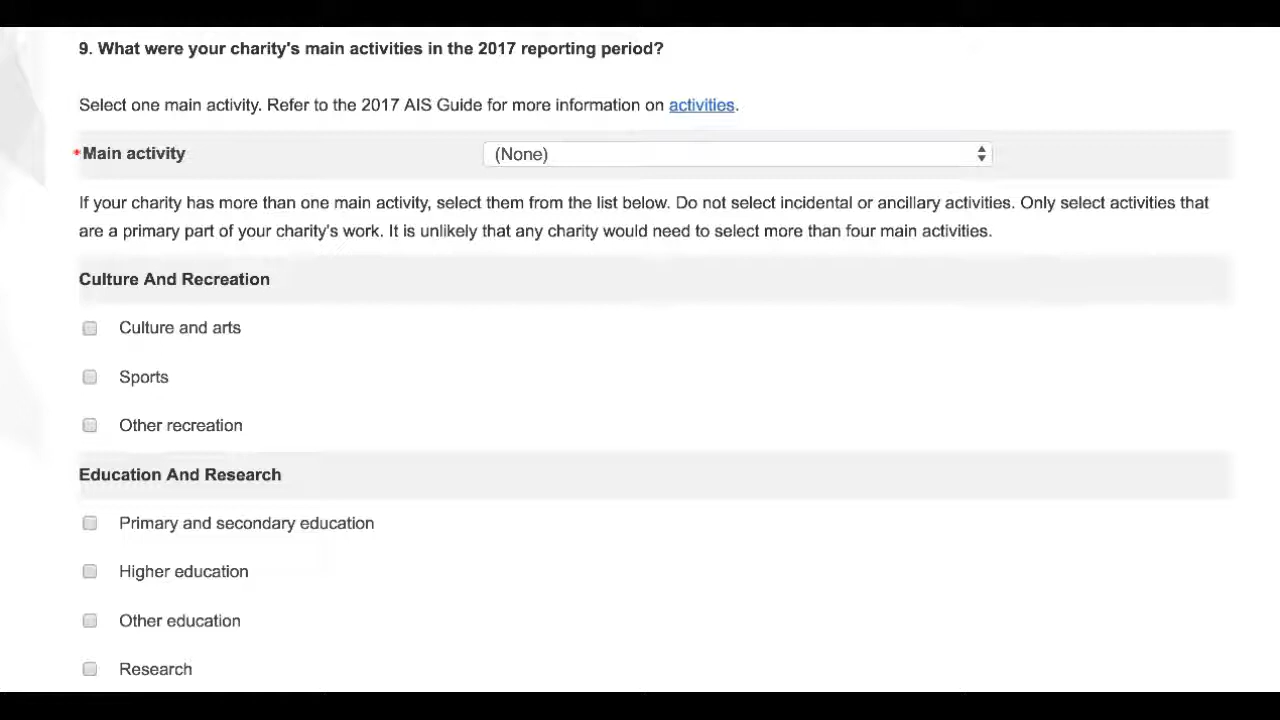 9. What were your charity's main activities in the 2017 reporting period?
Select one main activity. Refer to the 2017 AIS Guide for more information on activities.
*Main activity (None)
If your charity has more than one main activity, select them from the list below. Do not select incidental or ancillary activities. Only select activities that
are a primary part of your charity's work. It is unlikely that any charity would need to select more than four main activities.
Culture And Recreation
Culture and arts
Sports
Other recreation
Education And Research
Primary and secondary education
Higher education
Other education
Research